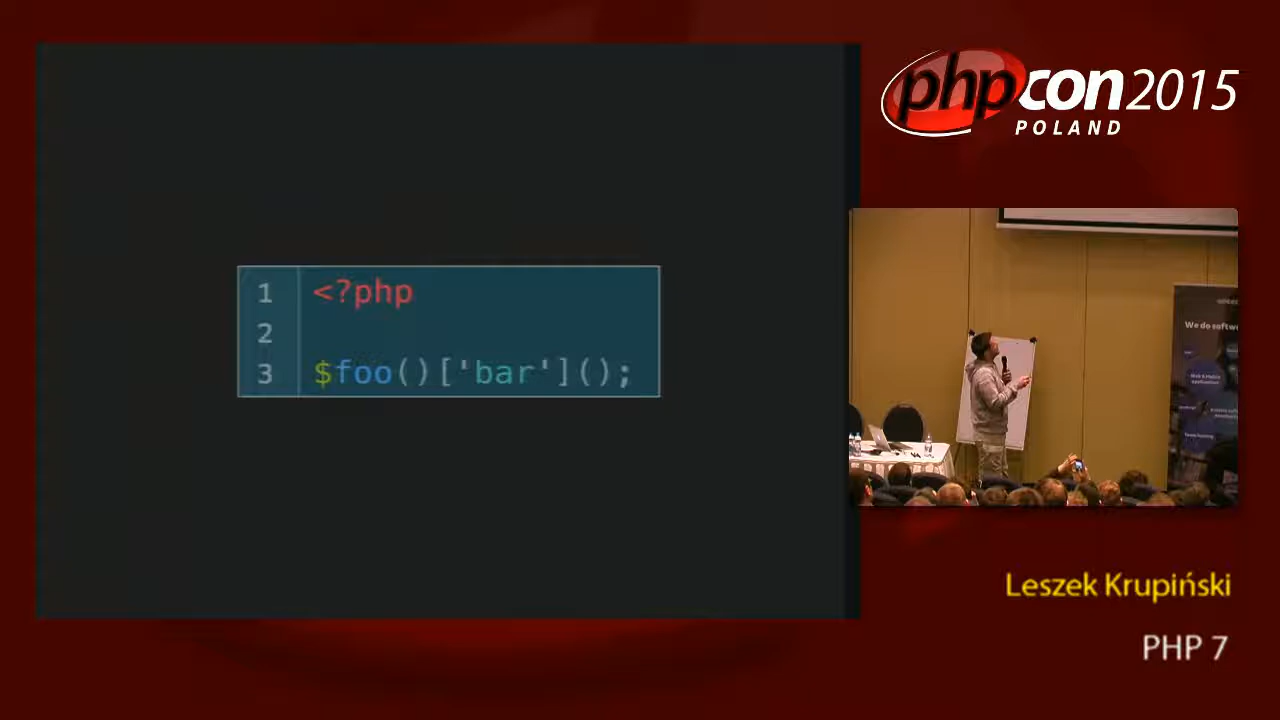 phpcon2015
POLAND
1 <?php
2
3 $foo()['bar']();
We do softw
Leszek Krupiński
PHP 7